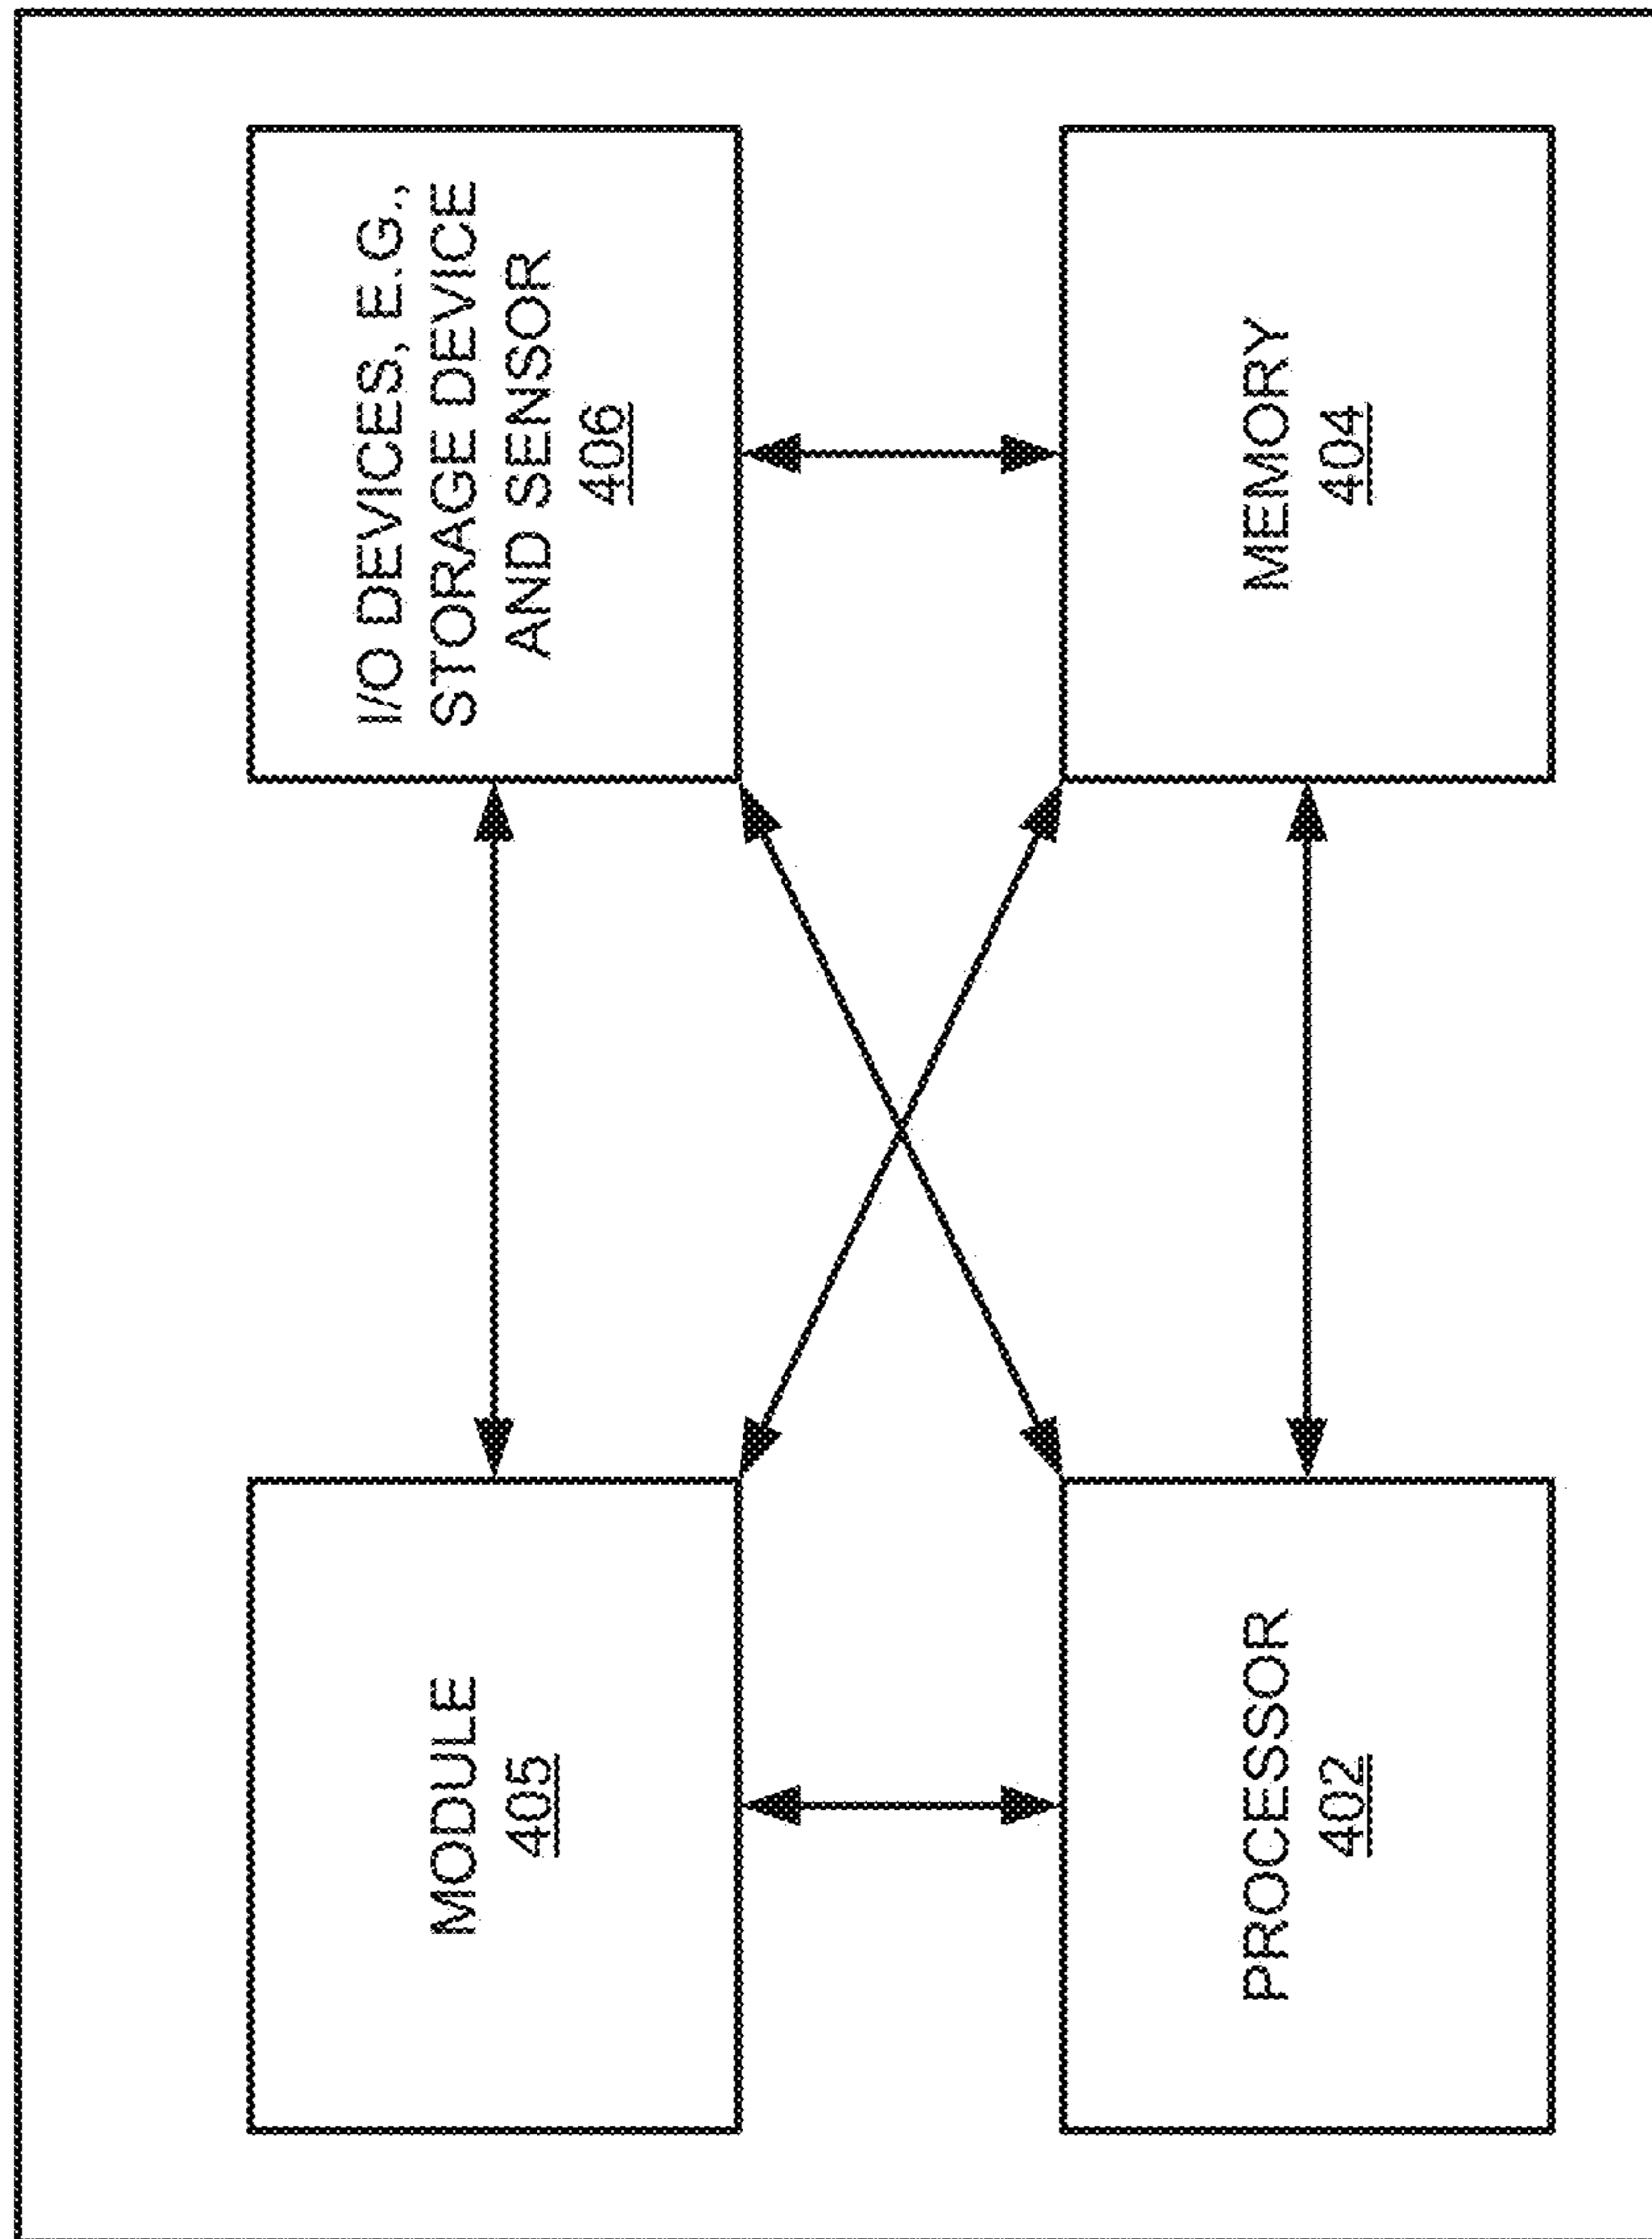 MODULE
405
I/O DEVICES, E.G.,
STORAGE DEVICE
AND SENSOR
406
PROCESSOR
402
MEMORY
404